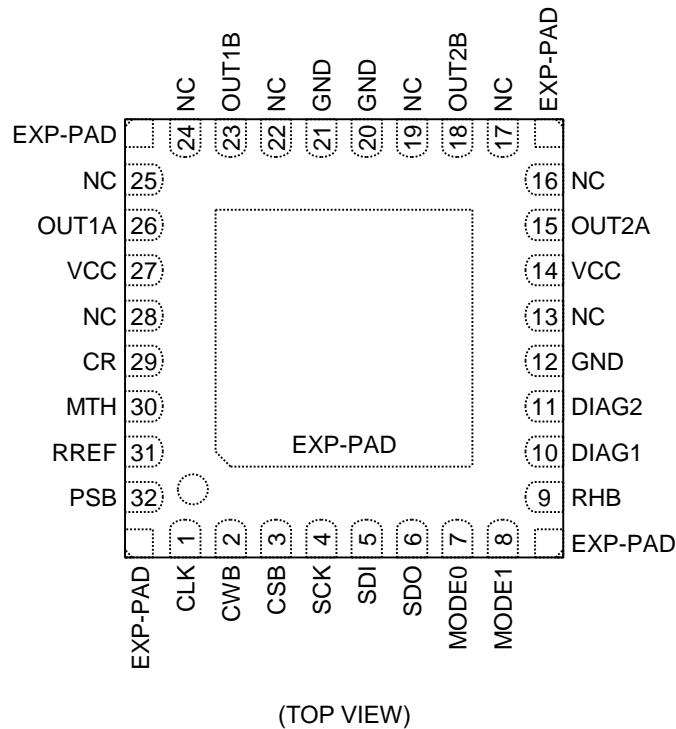 NC
OUT1B
NC
GND
GND
NC
OUT2B
NC
EXP-PAD
EXP-PAD
24
23
22
21
20
19
18
17
NC 25
16 NC
OUT1A 26
15 OUT2A
VCC 27
14 VCC
NC 28
13 NC
CR 29
12 GND
MTH 30
11 DIAG2
RREF 31
EXP-PAD
10 DIAG1
PSB 32
9 RHB
1
2
3
4
5
6
7
8
EXP-PAD
EXP-PAD
CLK
CWB
CSB
SCK
SDI
SDO
MODE0
MODE1
(TOP VIEW)